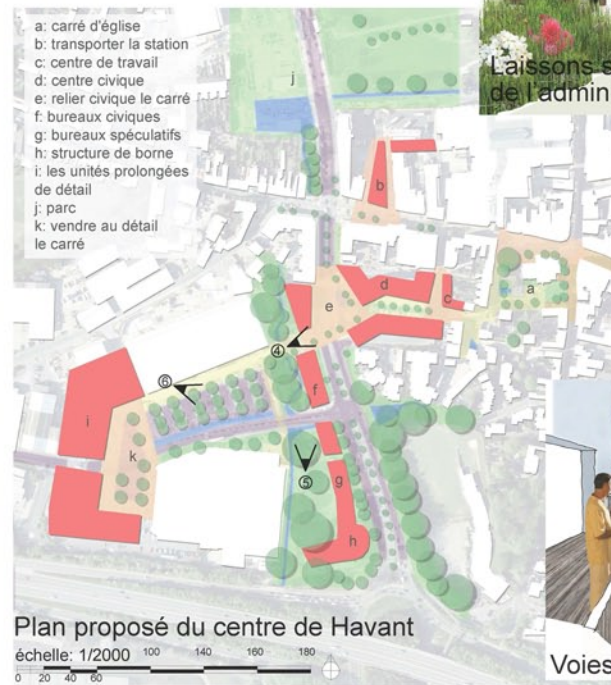 a: carré d'église
b: transporter la station
c: centre de travail
d: centre civique
e: relier civique le carré
f: bureaux civiques
g: bureaux spéculatifs
h: structure de borne
i: les unités prolongées
de détail
j: parc
k: vendre au détail
le carré
Laissons s
de l'admin
j
b
d
c
a
e
4
6
f
i
k
g
5
h
Plan proposé du centre de Havant
échelle: 1/2000
100 140 160 180
0 20 40 60
Voies